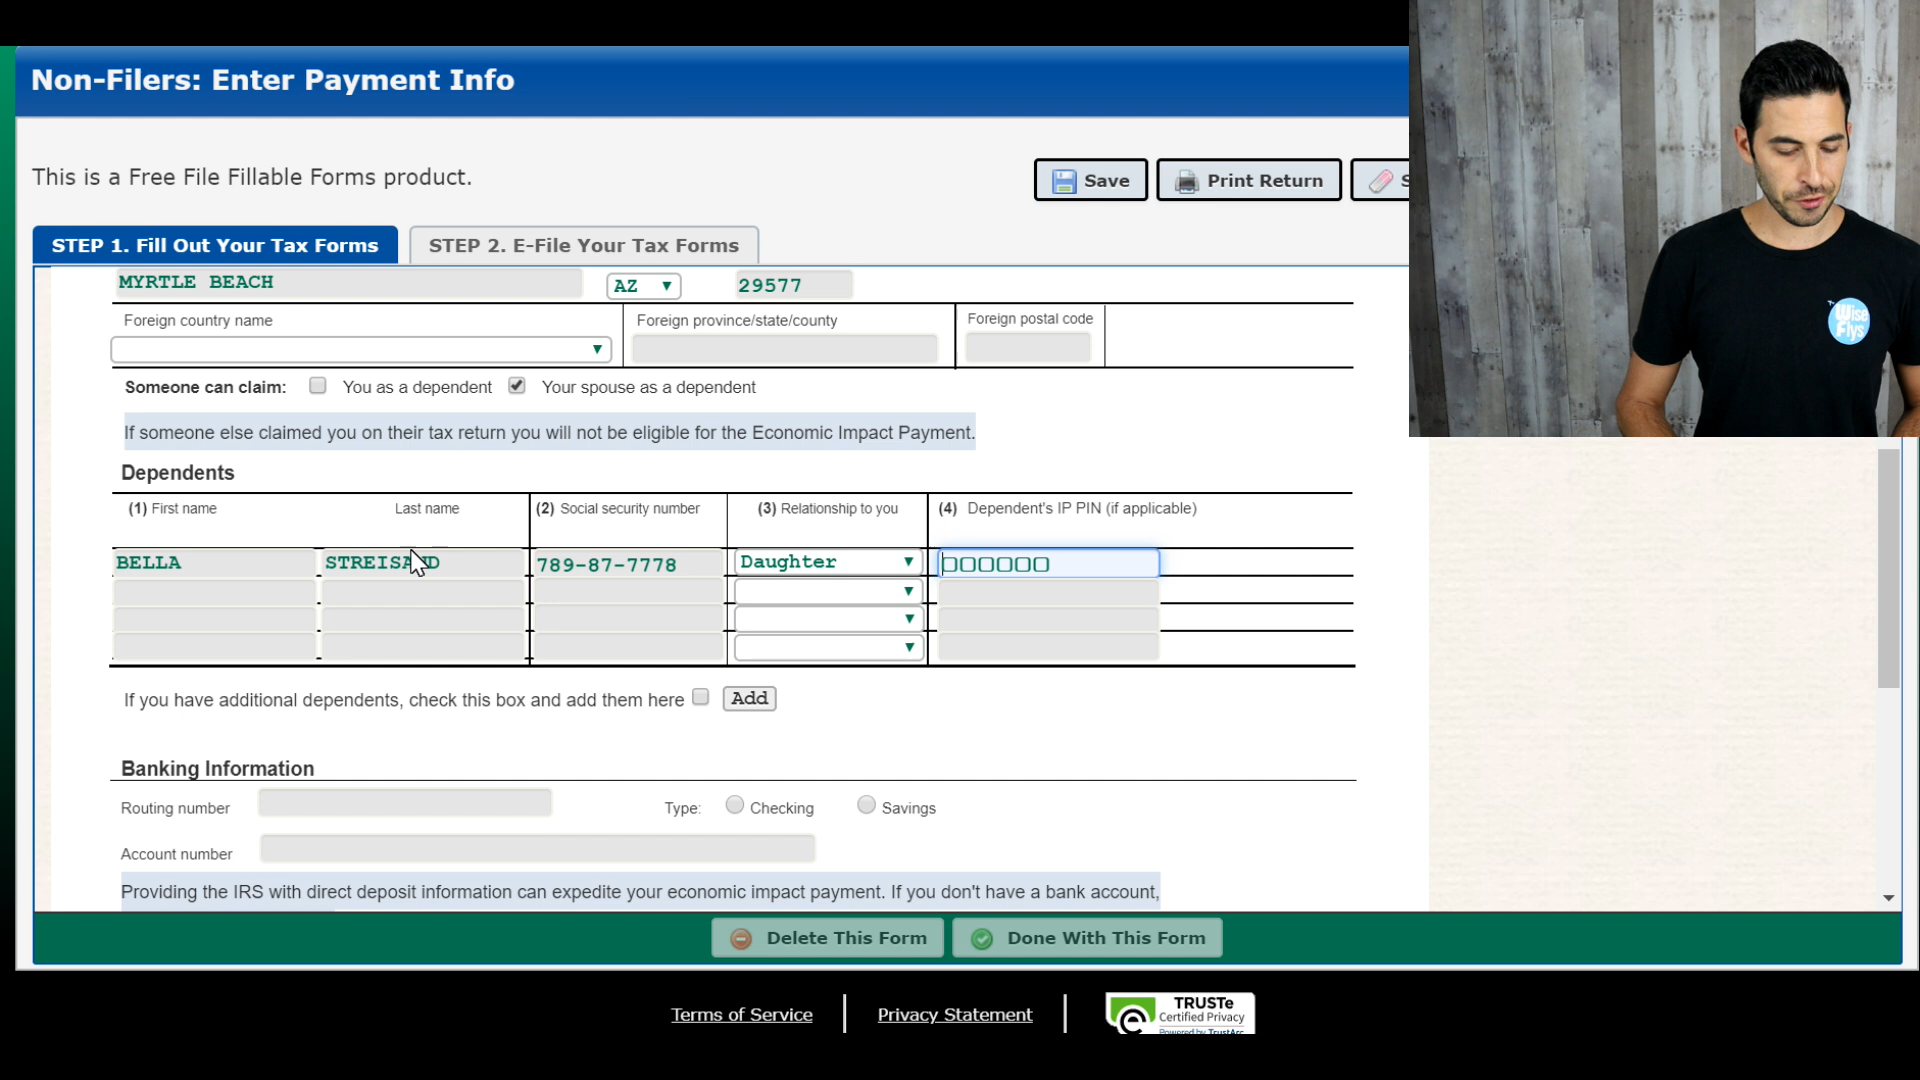 Non-Filers: Enter Payment Info
This is a Free File Fillable Forms product.
Save
Print Return
S
STEP 1. Fill Out Your Tax Forms
STEP 2. E-File Your Tax Forms
MYRTLE BEACH AZ 29577
Foreign country name Foreign province/state/county Foreign postal code
Someone can claim: You as a dependent Your spouse as a dependent
If someone else claimed you on their tax return you will not be eligible for the Economic Impact Payment.
Dependents
(1) First name Last name (2) Social security number (3) Relationship to you (4) Dependent's IP PIN (if applicable)
BELLA STREISAND 789-87-7778 Daughter
If you have additional dependents, check this box and add them here Add
Banking Information
Routing number Type: Checking Savings
Account number
Providing the IRS with direct deposit information can expedite your economic impact payment. If you don't have a bank account,
Delete This Form Done With This Form
Terms of Service Privacy Statement
TRUSTe
Certified Privacy
Powered by TrustArc
The
Wise
Flys